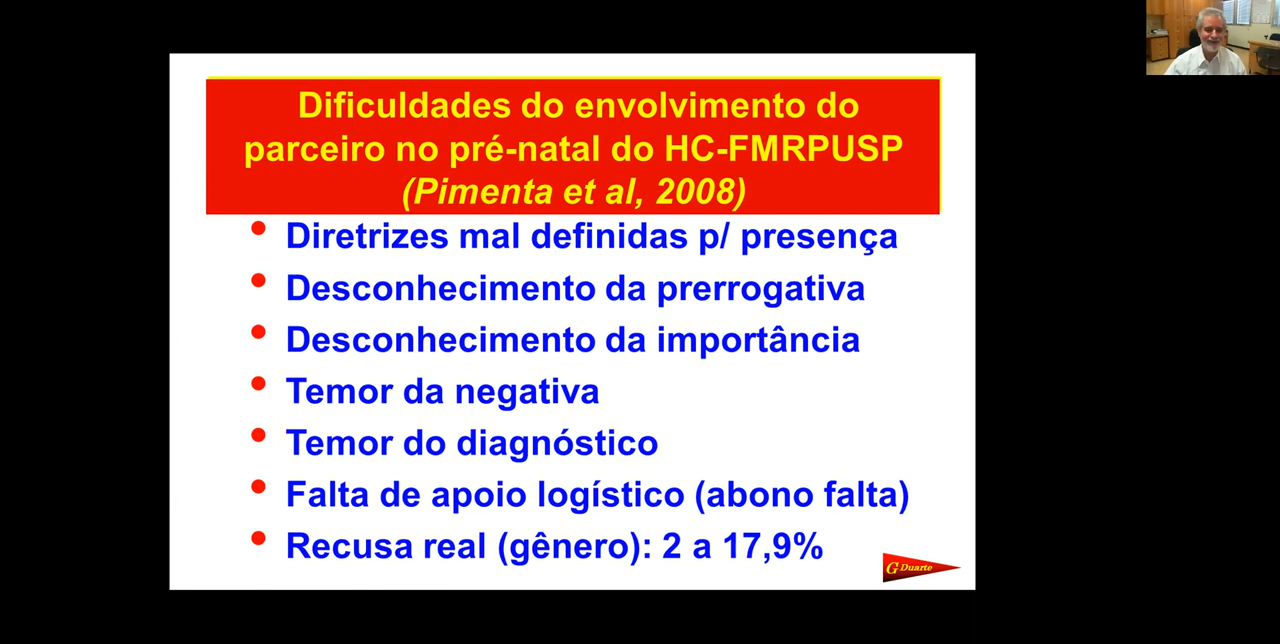 Dificuldades do envolvimento do
parceiro no pré-natal do HC-FMRPUSP
(Pimenta et al, 2008)
• Diretrizes mal definidas p/ presença
• Desconhecimento da prerrogativa
• Desconhecimento da importância
• Temor da negativa
• Temor do diagnóstico
• Falta de apoio logístico (abono falta)
• Recusa real (gênero): 2 a 17,9%
G Duarte